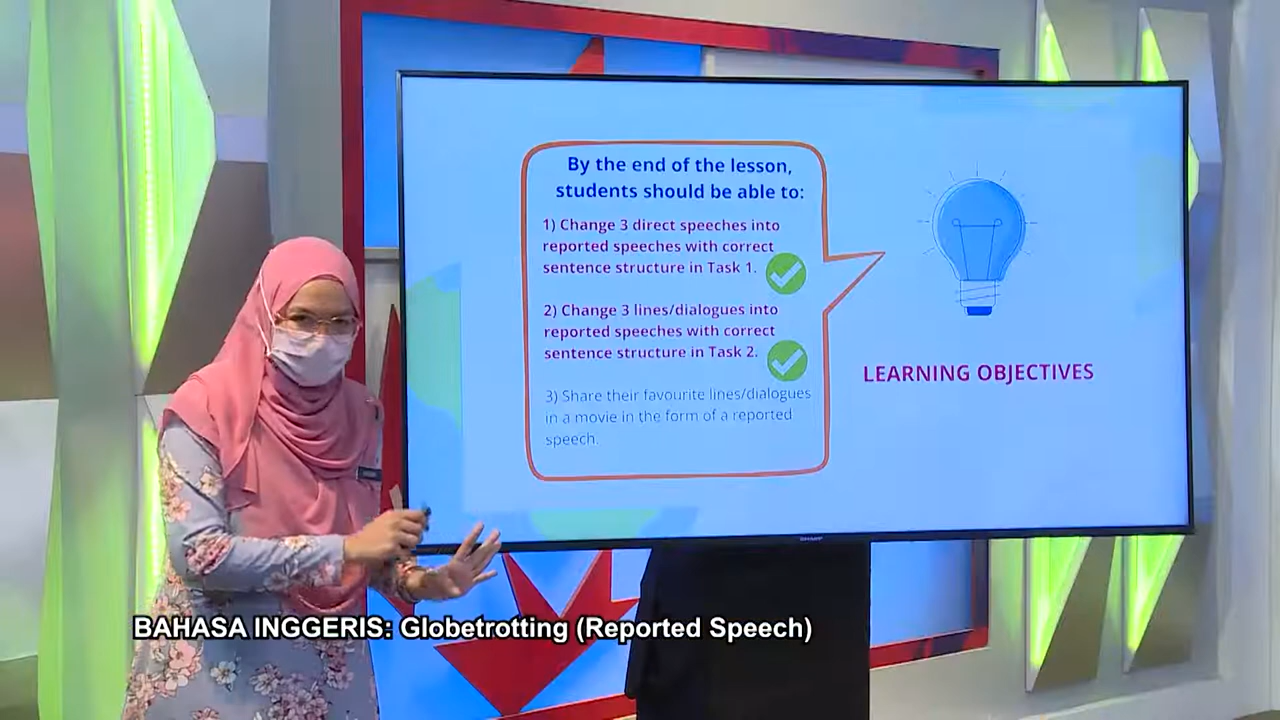 By the end of the lesson,
students should be able to:
1) Change 3 direct speeches into
reported speeches with correct
sentence structure in Task 1.
2) Change 3 lines/dialogues into
reported speeches with correct
sentence structure in Task 2.
3) Share their favourite lines/dialogues
in a movie in the form of a reported
speech.
LEARNING OBJECTIVES
SHARP
BAHASA INGGERIS: Globetrotting (Reported Speech)